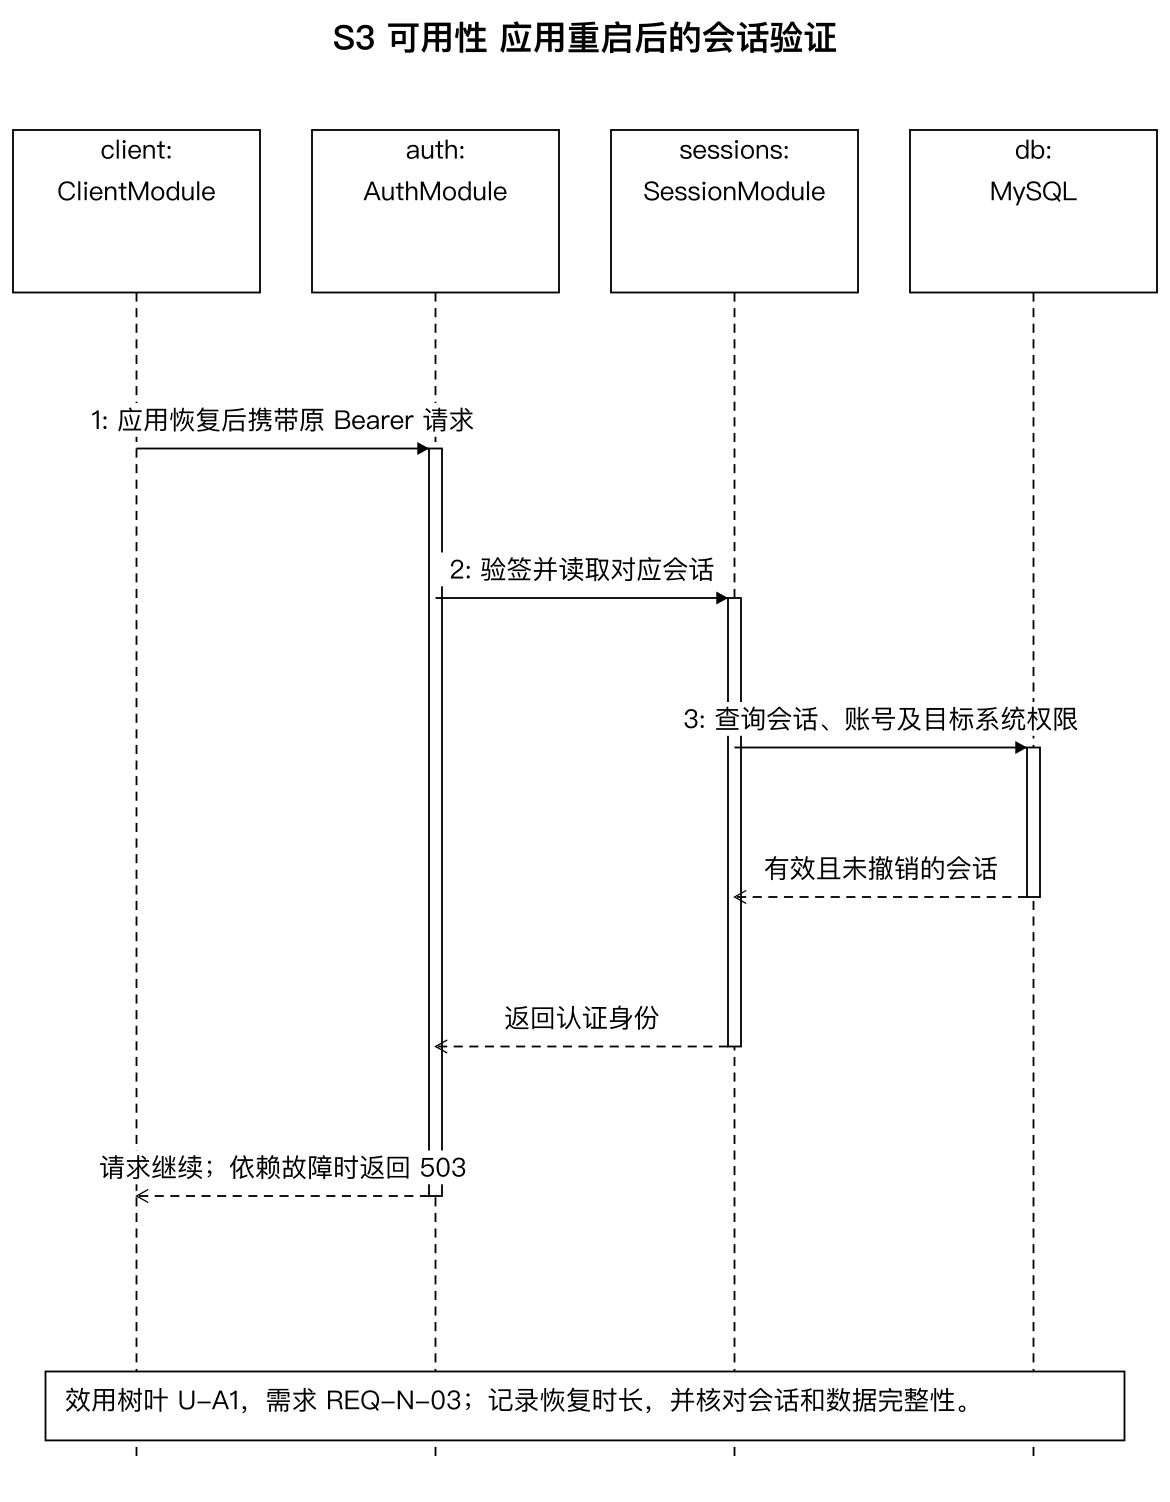 S3 可用性 应用重启后的会话验证
client:
ClientModule
auth:
AuthModule
sessions:
SessionModule
db:
MySQL
1: 应用恢复后携带原 Bearer 请求
2: 验签并读取对应会话
3: 查询会话、账号及目标系统权限
有效且未撤销的会话
返回认证身份
请求继续；依赖故障时返回 503
效用树叶 U-A1，需求 REQ-N-03；记录恢复时长，并核对会话和数据完整性。